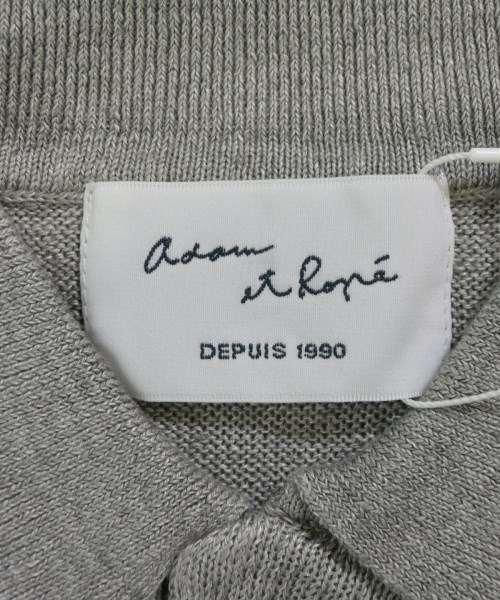 Adam
et Ropé
DEPUIS 1990